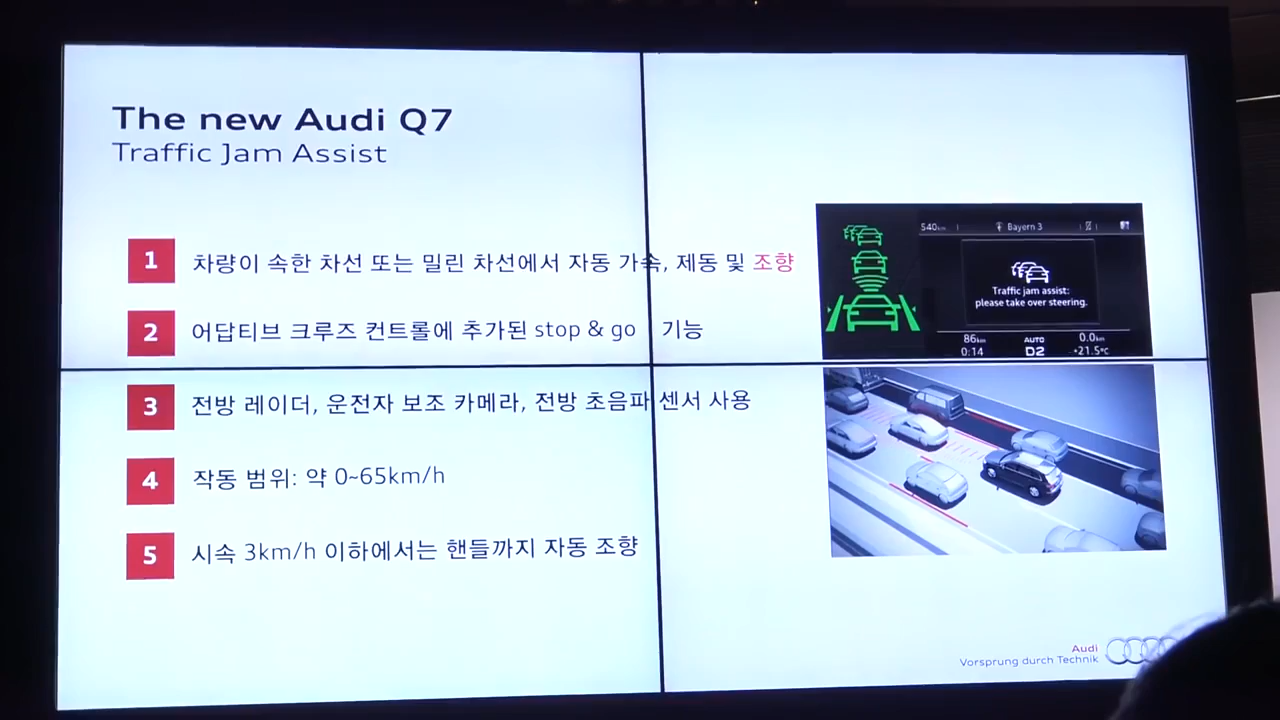 The new Audi Q7
Traffic Jam Assist
1 차량이 속한 차선 또는 밀린 차선에서 자동 가속, 제동 및 조향
2 어답티브 크루즈 컨트롤에 추가된 stop & go 기능
3 전방 레이더, 운전자 보조 카메라, 전방 초음파 센서 사용
4 작동 범위: 약 0~65km/h
5 시속 3km/h 이하에서는 핸들까지 자동 조향
540km Bayern 3
Traffic jam assist:
please take over steering.
86km AUTO 0.0km
0:14 D2 +21.5°C
Audi
Vorsprung durch Technik